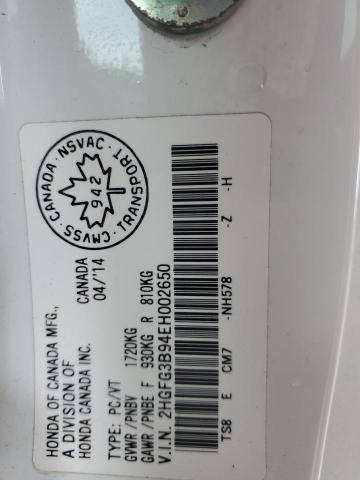 HONDA OF CANADA MFG.,
A DIVISION OF
HONDA CANADA INC.
CANADA
04/'14
CMVSS · CANADA · NSVAC · TRANSPORT ·
942
TYPE: PC/VT
GVWR/PNBV 1720KG
GAWR/PNBE F 930KG R 810KG
V.I.N. 2HGFG3B94EH002650
TS8 E CM7 -NH578 -Z -H